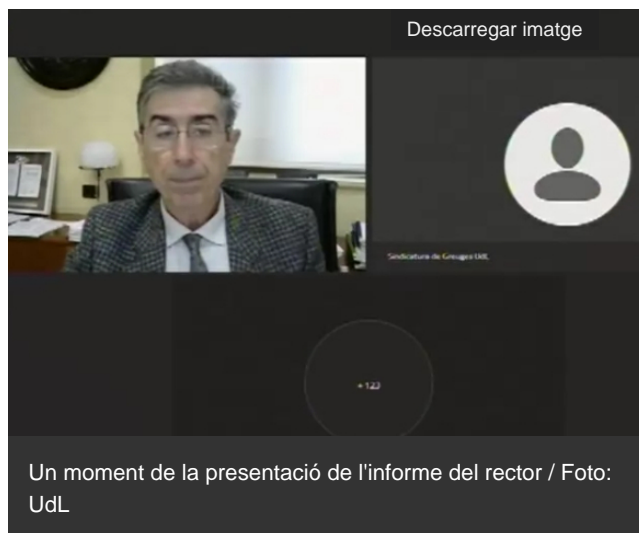 Descarregar imatge
Sindicatura de Greuges UdL
+123
Un moment de la presentació de l'informe del rector / Foto:
UdL